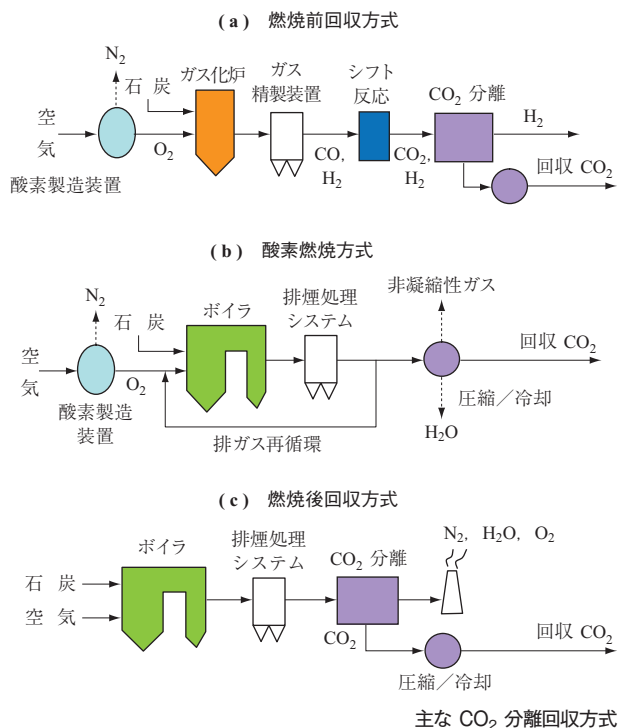 (a) 燃焼前回収方式
N₂
石 炭
ガス化炉
ガス
精製装置
シフト
反応
CO₂ 分離
H₂
空
気
O₂
CO,
H₂
CO₂,
H₂
回収 CO₂
酸素製造装置
(b) 酸素燃焼方式
N₂
石 炭
ボイラ
排煙処理
システム
非凝縮性ガス
回収 CO₂
空
気
O₂
酸素製造
装置
圧縮/冷却
排ガス再循環
H₂O
(c) 燃焼後回収方式
ボイラ
排煙処理
システム
CO₂ 分離
N₂, H₂O, O₂
石 炭
空 気
CO₂
回収 CO₂
圧縮/冷却
主な CO₂ 分離回収方式